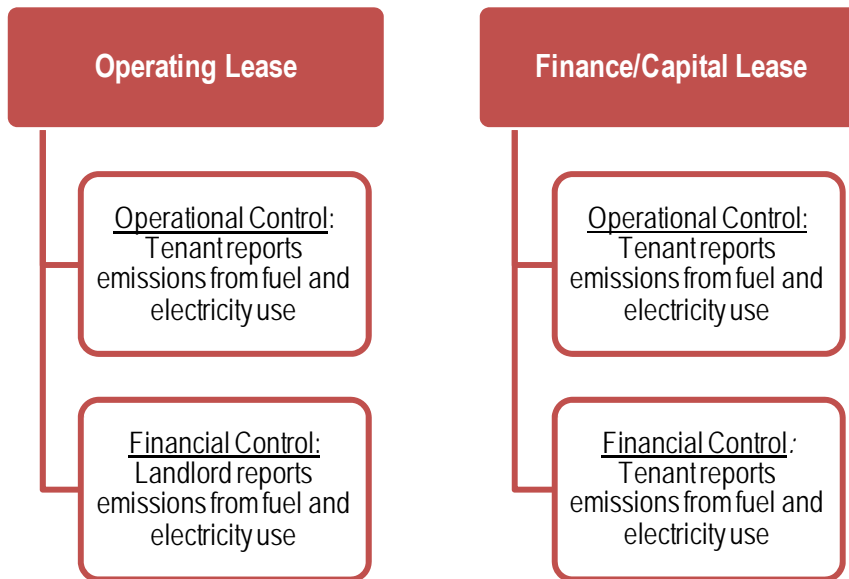 Operating Lease
Operational Control:
Tenant reports
emissions from fuel and
electricity use
Financial Control:
Landlord reports
emissions from fuel and
electricity use
Finance/Capital Lease
Operational Control:
Tenant reports
emissions from fuel and
electricity use
Financial Control:
Tenant reports
emissions from fuel and
electricity use